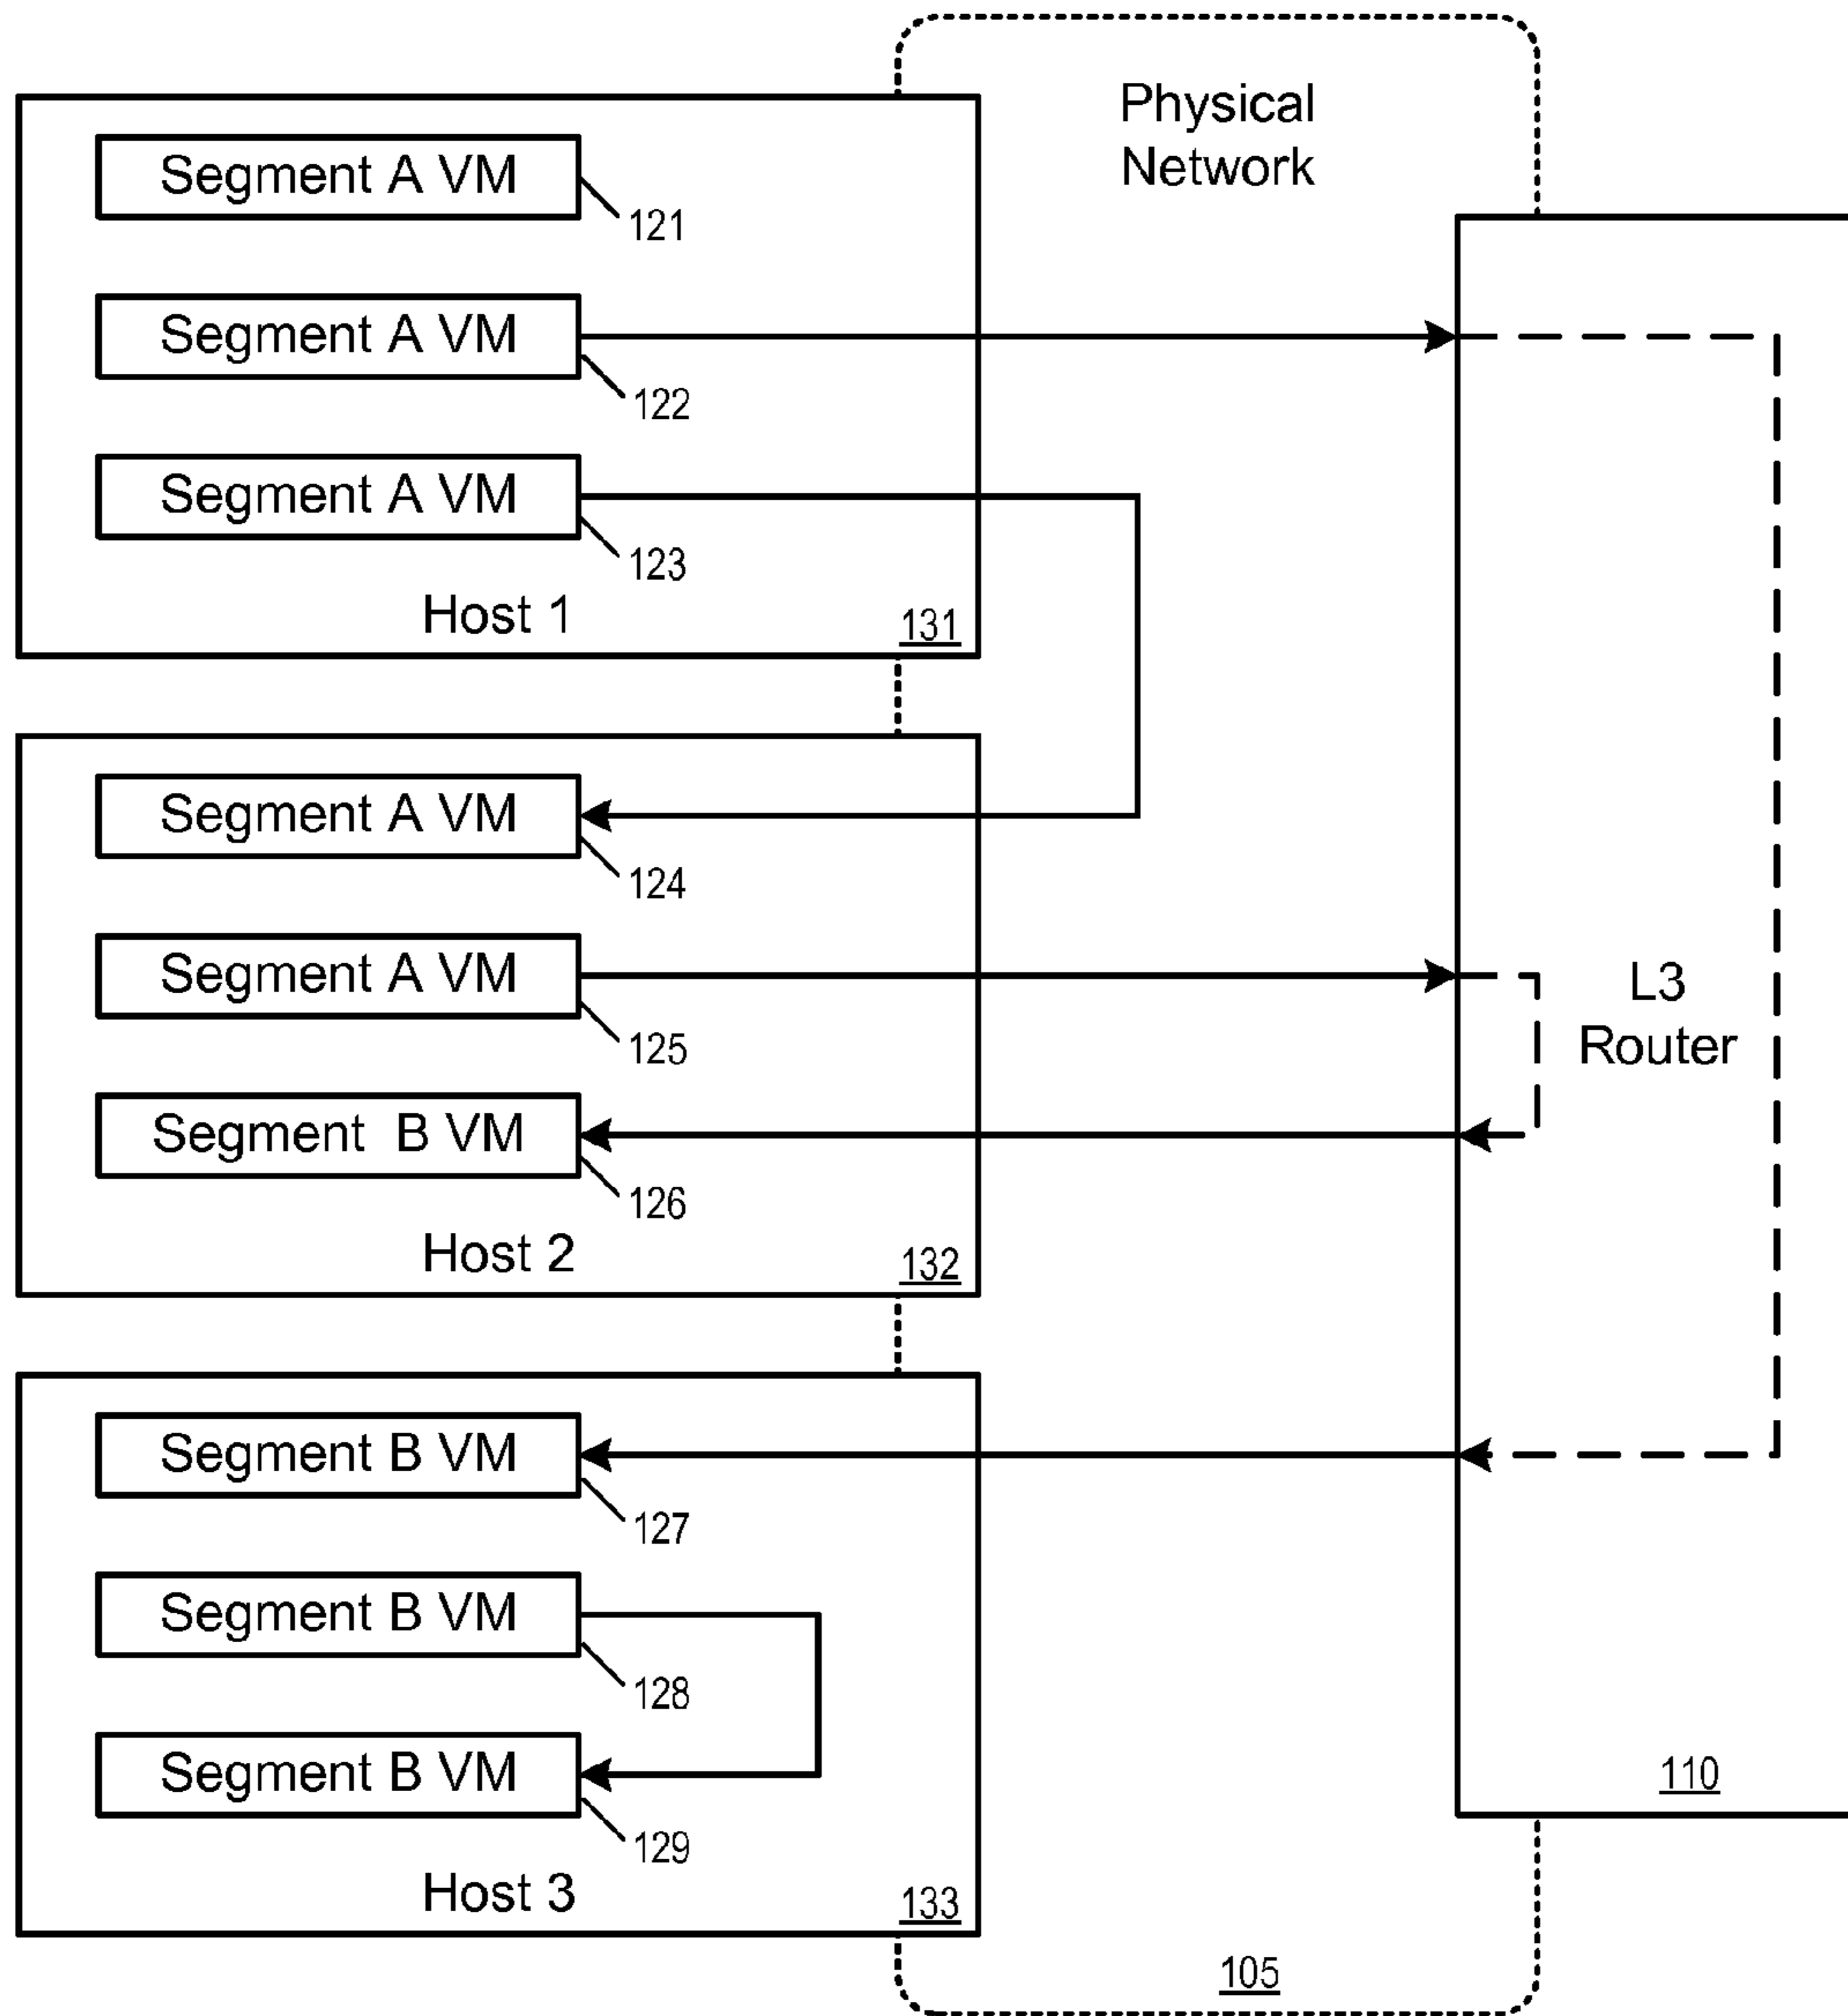 Physical
Network
Segment A VM
121
Segment A VM
122
Segment A VM
123
Host 1
131
Segment A VM
124
Segment A VM
125
Segment B VM
126
Host 2
132
L3
Router
Segment B VM
127
Segment B VM
128
Segment B VM
129
Host 3
133
110
105